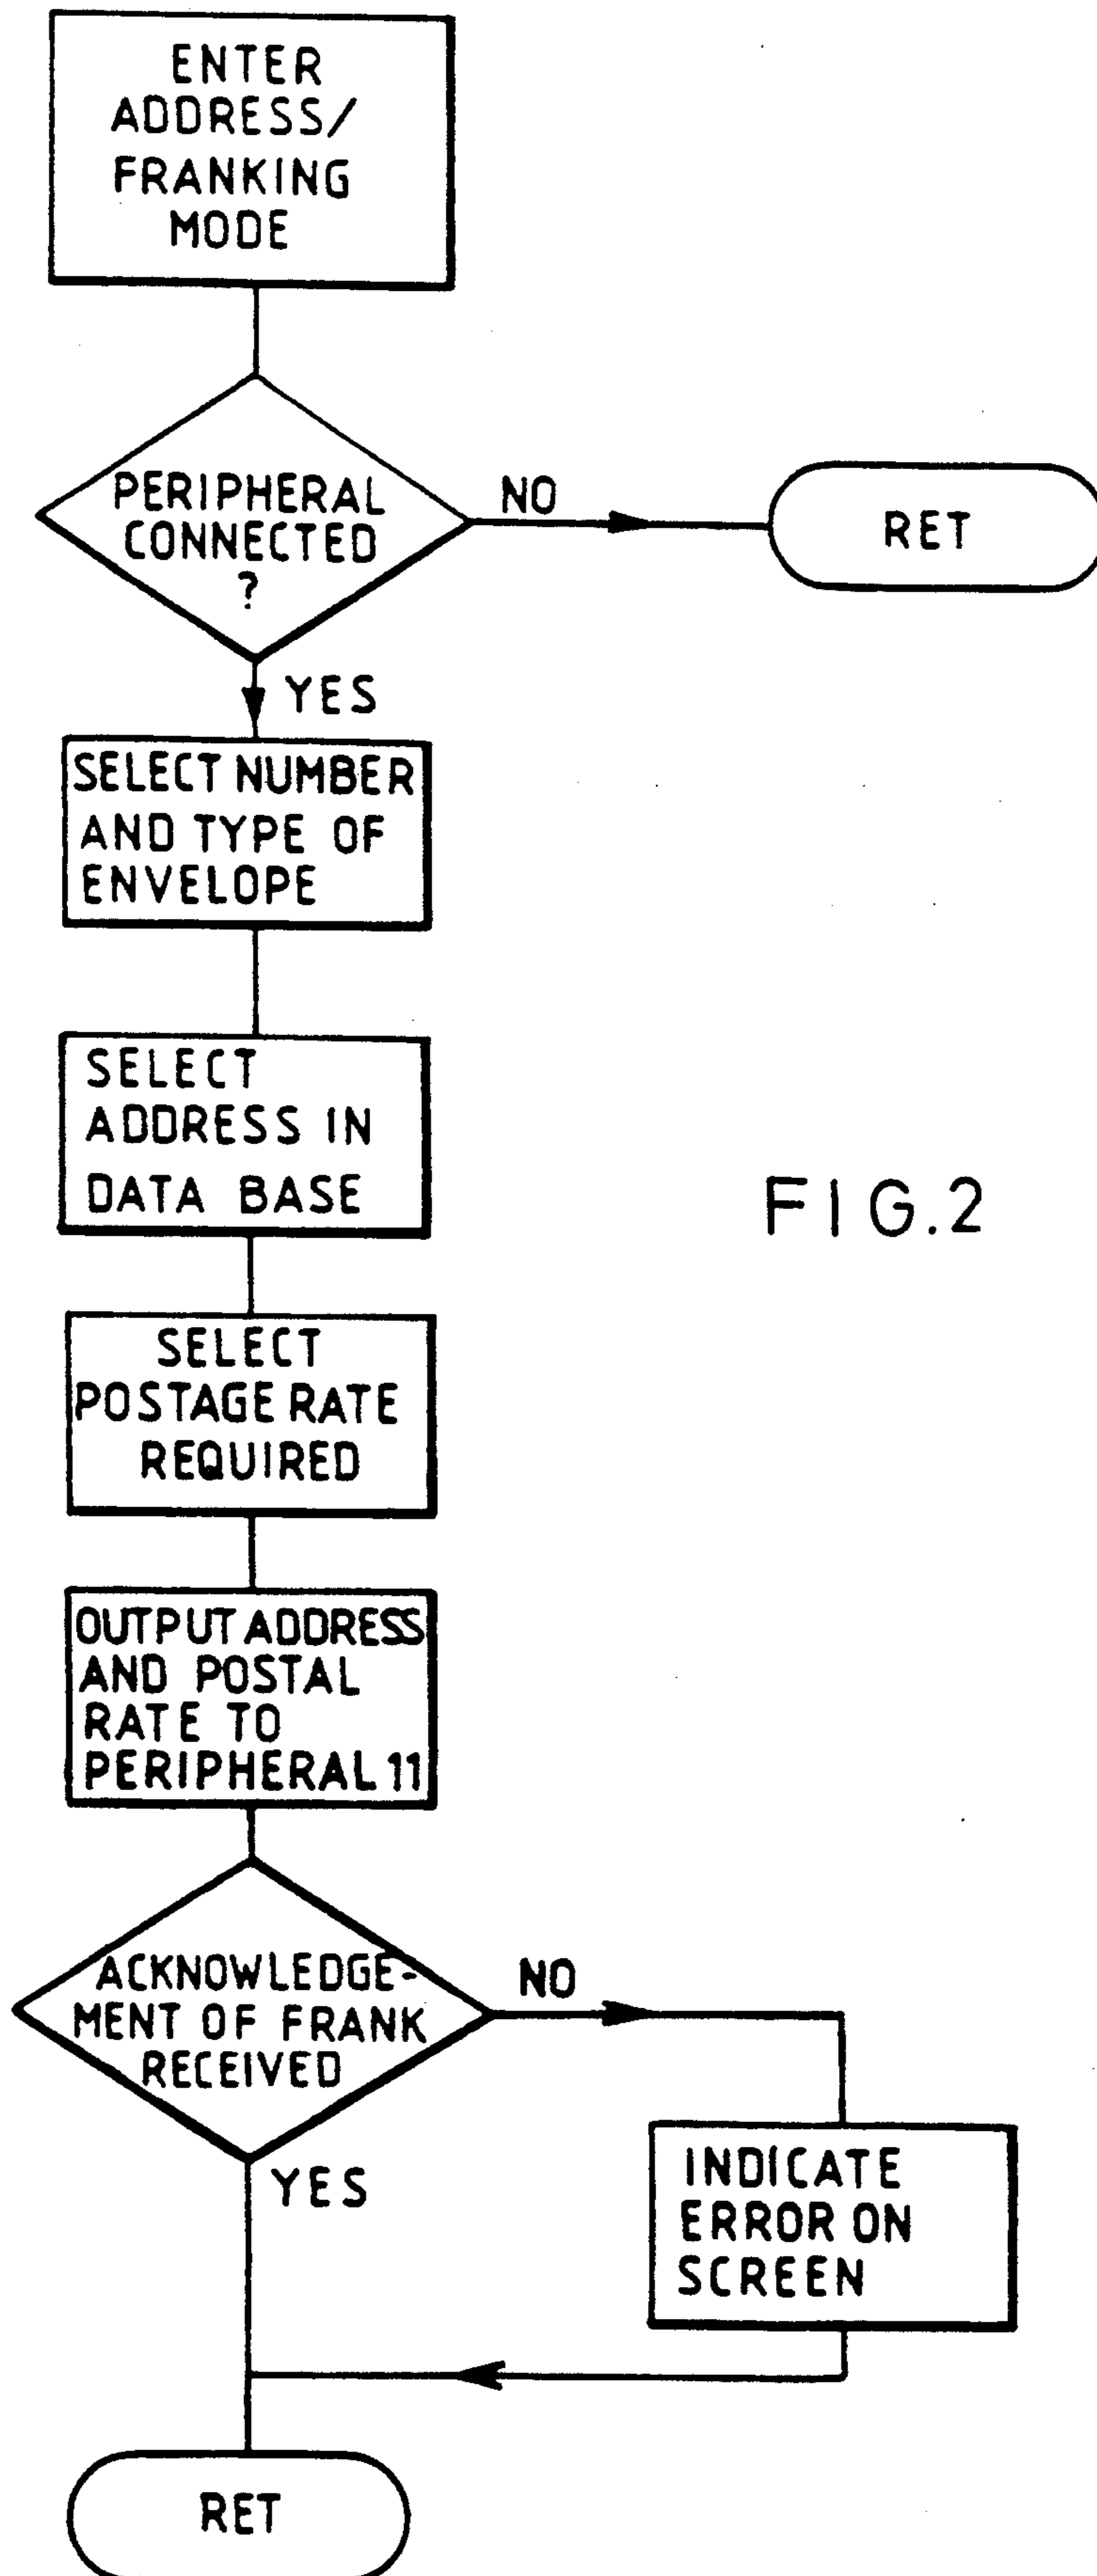 ENTER
ADDRESS/
FRANKING
MODE
PERIPHERAL
CONNECTED
?
NO
RET
YES
SELECT NUMBER
AND TYPE OF
ENVELOPE
SELECT
ADDRESS IN
DATA BASE
FIG.2
SELECT
POSTAGE RATE
REQUIRED
OUTPUT ADDRESS
AND POSTAL
RATE TO
PERIPHERAL 11
ACKNOWLEDGE-
MENT OF FRANK
RECEIVED
NO
YES
INDICATE
ERROR ON
SCREEN
RET